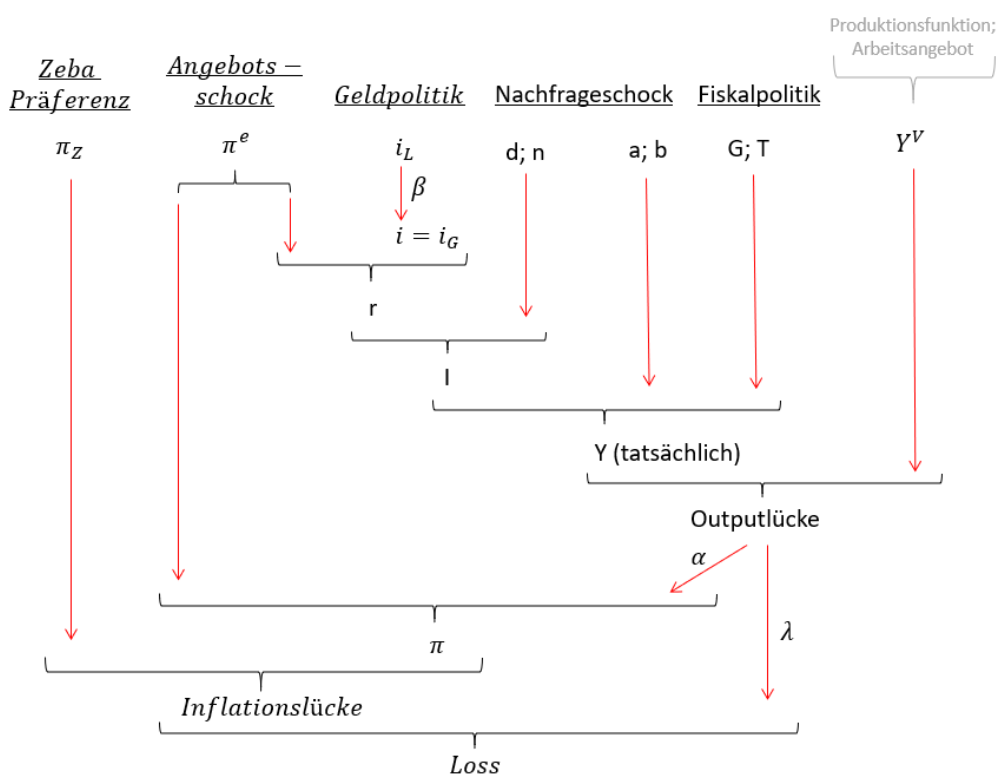 Produktionsfunktion;
Arbeitsangebot
Zeba
Präferenz
Angebots −
schock
Geldpolitik
Nachfrageschock
Fiskalpolitik
π_Z
π^e
i_L
d; n
a; b
G; T
Y^V
β
i = i_G
r
I
Y (tatsächlich)
Outputlücke
α
λ
π
Inflationslücke
Loss